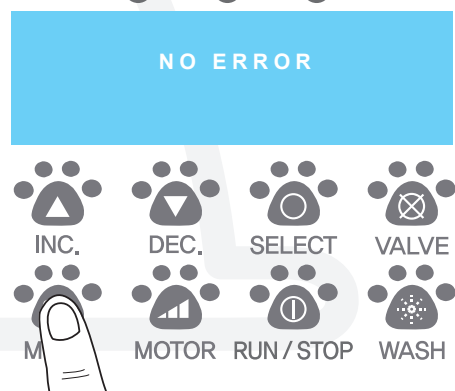 NO ERROR
INC. DEC. SELECT VALVE
MOTOR RUN / STOP WASH